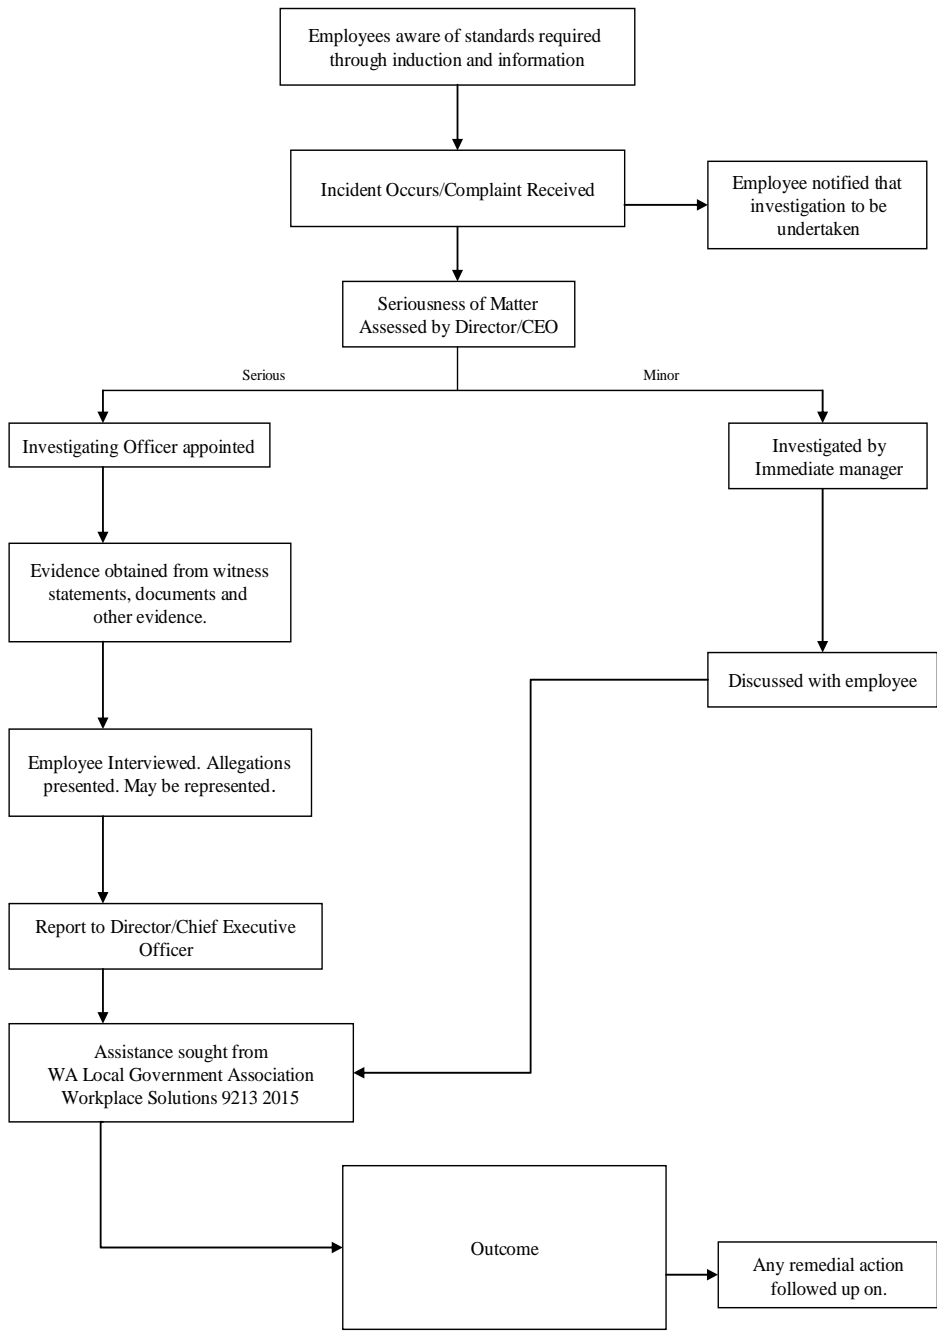 Employees aware of standards required
through induction and information
Incident Occurs/Complaint Received
Employee notified that
investigation to be
undertaken
Seriousness of Matter
Assessed by Director/CEO
Serious
Minor
Investigating Officer appointed
Investigated by
Immediate manager
Evidence obtained from witness
statements, documents and
other evidence.
Discussed with employee
Employee Interviewed. Allegations
presented. May be represented.
Report to Director/Chief Executive
Officer
Assistance sought from
WA Local Government Association
Workplace Solutions 9213 2015
Outcome
Any remedial action
followed up on.